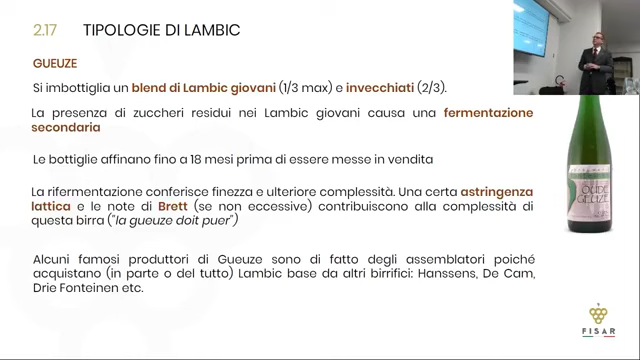 2.17 TIPOLOGIE DI LAMBIC
GUEUZE
Si imbottiglia un blend di Lambic giovani (1/3 max) e invecchiati (2/3).
La presenza di zuccheri residui nei Lambic giovani causa una fermentazione
secondaria
Le bottiglie affinano fino a 18 mesi prima di essere messe in vendita
La rifermentazione conferisce finezza e ulteriore complessità. Una certa astringenza
lattica e le note di Brett (se non eccessive) contribuiscono alla complessità di
questa birra ("la gueuze doit puer")
Alcuni famosi produttori di Gueuze sono di fatto degli assemblatori poiché
acquistano (in parte o del tutto) Lambic base da altri birrifici: Hanssens, De Cam,
Drie Fonteinen etc.
OUDE
GEUZE
FISAR